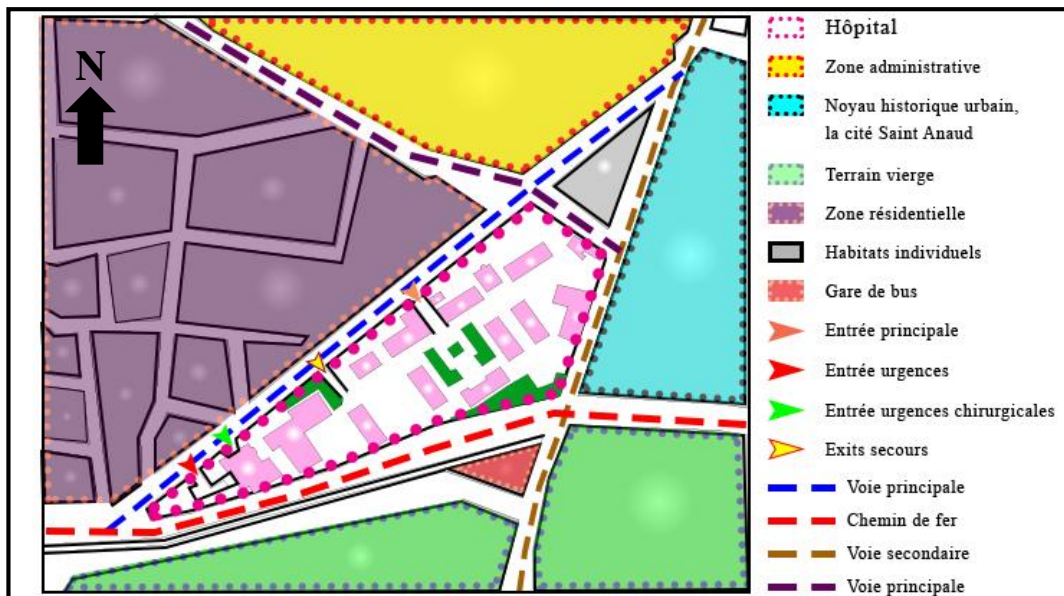 N
Hôpital
Zone administrative
Noyau historique urbain,
la cité Saint Anaud
Terrain vierge
Zone résidentielle
Habitats individuels
Gare de bus
Entrée principale
Entrée urgences
Entrée urgences chirurgicales
Exits secours
Voie principale
Chemin de fer
Voie secondaire
Voie principale